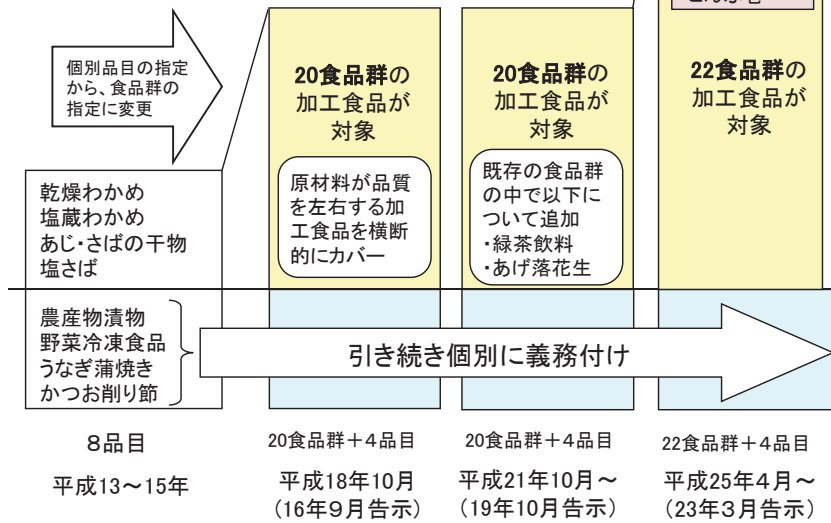 個別品目の指定
から、食品群の
指定に変更
乾燥わかめ
塩蔵わかめ
あじ・さばの干物
塩さば
20食品群の
加工食品が
対象
原材料が品質
を左右する加
工食品を横断
的にカバー
20食品群の
加工食品が
対象
既存の食品群
の中で以下に
ついて追加
・緑茶飲料
・あげ落花生
22食品群の
加工食品が
対象
農産物漬物
野菜冷凍食品
うなぎ蒲焼き
かつお削り節
引き続き個別に義務付け
8品目
20食品群＋4品目
20食品群＋4品目
22食品群＋4品目
平成13～15年
平成18年10月
（16年9月告示）
平成21年10月～
（19年10月告示）
平成25年4月～
（23年3月告示）